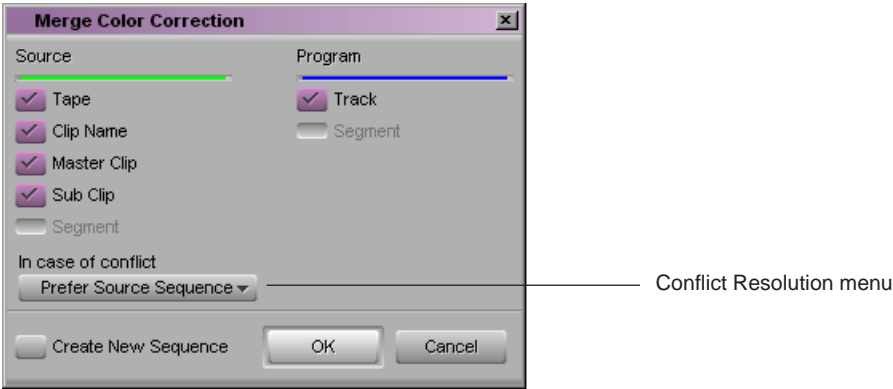 Merge Color Correction
Source
Tape
Clip Name
Master Clip
Sub Clip
Segment
Program
Track
Segment
In case of conflict
Prefer Source Sequence
Conflict Resolution menu
Create New Sequence
OK
Cancel